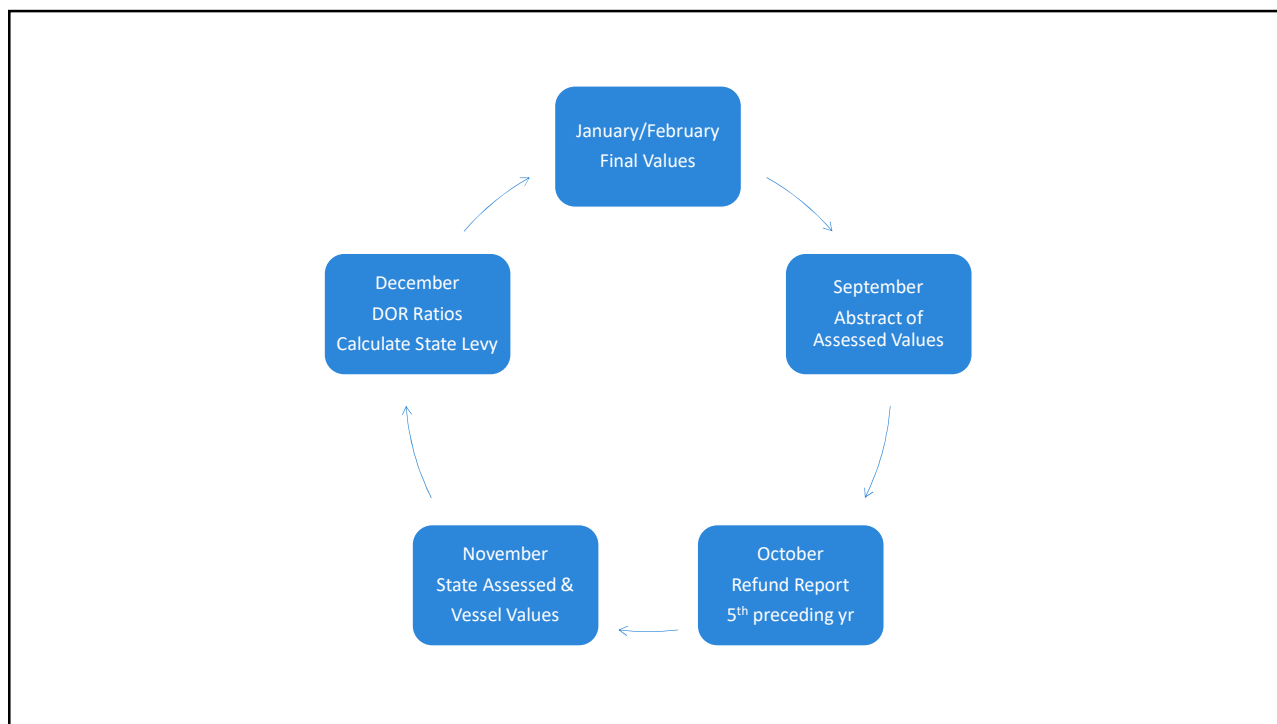 January/February
Final Values
September
Abstract of
Assessed Values
October
Refund Report
5th preceding yr
November
State Assessed &
Vessel Values
December
DOR Ratios
Calculate State Levy